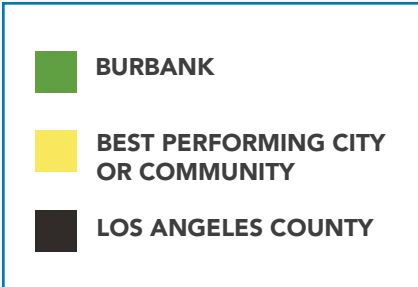 BURBANK
BEST PERFORMING CITY
OR COMMUNITY
LOS ANGELES COUNTY